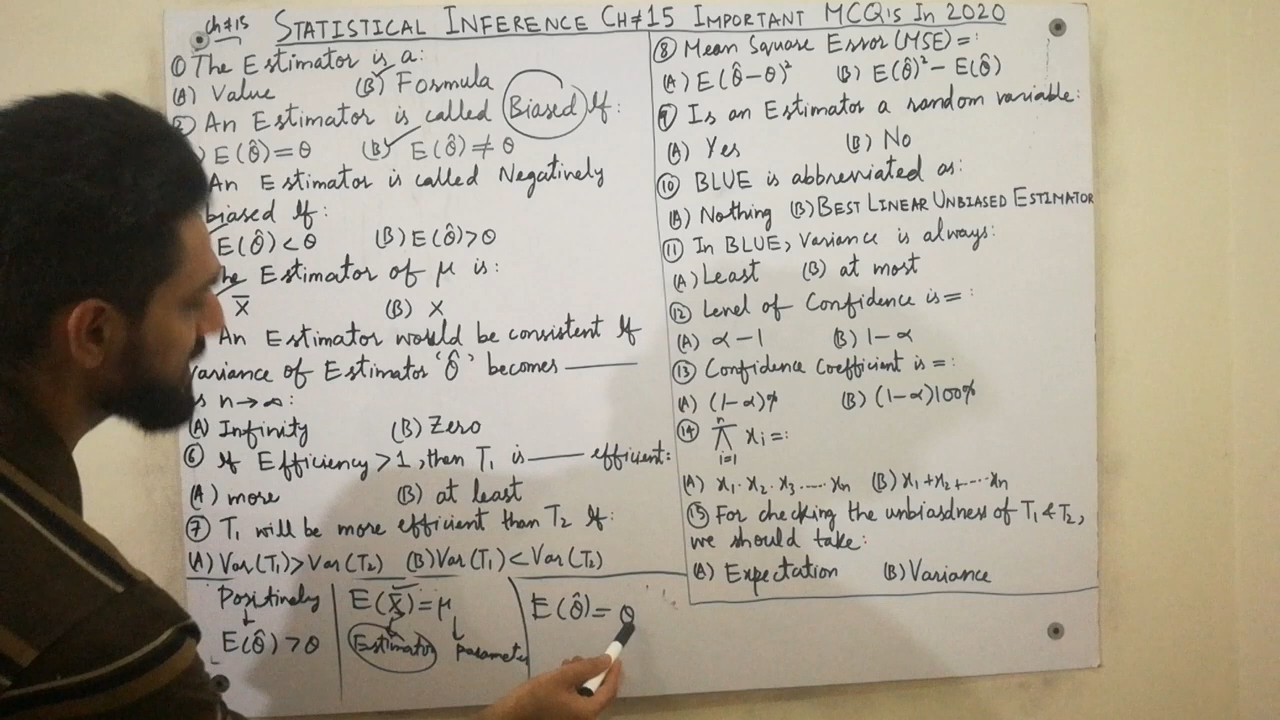 Ch#15 STATISTICAL INFERENCE CH#15 IMPORTANT MCQ's IN 2020
① The Estimator is a:
(A) Value (B) Formula
② An Estimator is called Biased If:
) E(θ̂) = θ (B) E(θ̂) ≠ θ
An Estimator is called Negatively
biased If:
E(θ̂) < θ (B) E(θ̂) > θ
The Estimator of μ is:
X̄ (B) X
An Estimator would be consistent If
variance of Estimator 'θ̂' becomes ———
n→∞:
(A) Infinity (B) Zero
⑥ If Efficiency > 1, then T₁ is ——— efficient:
(A) more (B) at least
⑦ T₁ will be more efficient than T₂ If:
(A) Var(T₁) > Var(T₂) (B) Var(T₁) < Var(T₂)
Positively
↓
E(θ̂) > θ
E(X̄) = μ
Estimator Parameter
E(θ̂) = θ
⑧ Mean Square Error (MSE) = :
(A) E(θ̂ − θ)² (B) E(θ̂)² − E(θ̂)
⑨ Is an Estimator a random variable:
(A) Yes (B) No
⑩ BLUE is abbreviated as:
(A) Nothing (B) BEST LINEAR UNBIASED ESTIMATOR
⑪ In BLUE, Variance is always:
(A) Least (B) at most
⑫ Level of Confidence is = :
(A) α − 1 (B) 1 − α
⑬ Confidence Coefficient is = :
(A) (1 − α)% (B) (1 − α)100%
⑭ n
π xi = :
i=1
(A) x₁ · x₂ · x₃ ····· xn (B) x₁ + x₂ + ···· xn
⑮ For checking the unbiasdness of T₁ & T₂,
we should take:
(A) Expectation (B) Variance